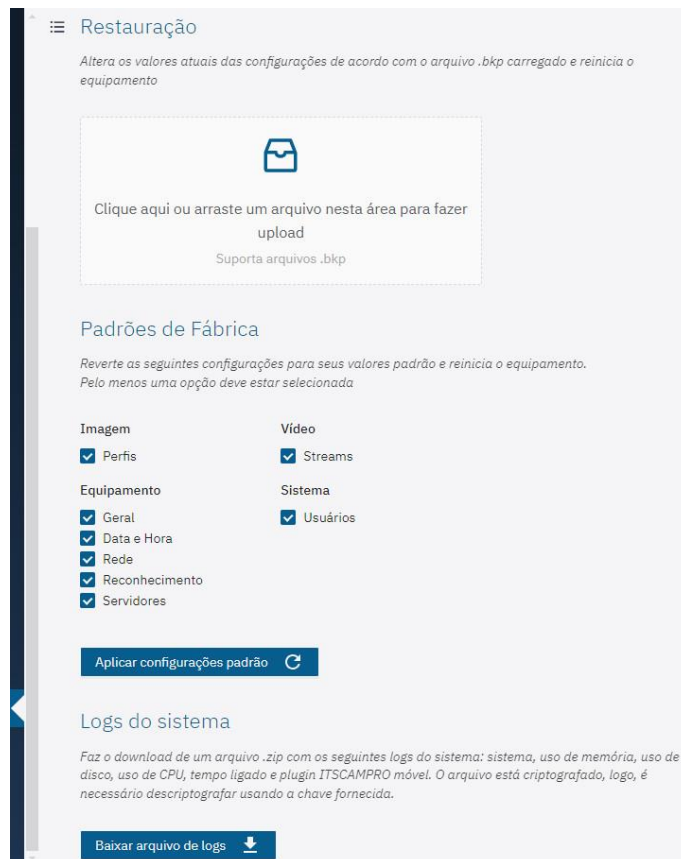 Restauração
Altera os valores atuais das configurações de acordo com o arquivo .bkp carregado e reinicia o
equipamento
Clique aqui ou arraste um arquivo nesta área para fazer
upload
Suporta arquivos .bkp
Padrões de Fábrica
Reverte as seguintes configurações para seus valores padrão e reinicia o equipamento.
Pelo menos uma opção deve estar selecionada
Imagem
Vídeo
Perfis
Streams
Equipamento
Sistema
Geral
Usuários
Data e Hora
Rede
Reconhecimento
Servidores
Aplicar configurações padrão
Logs do sistema
Faz o download de um arquivo .zip com os seguintes logs do sistema: sistema, uso de memória, uso de
disco, uso de CPU, tempo ligado e plugin ITSCAMPRO móvel. O arquivo está criptografado, logo, é
necessário descriptografar usando a chave fornecida.
Baixar arquivo de logs